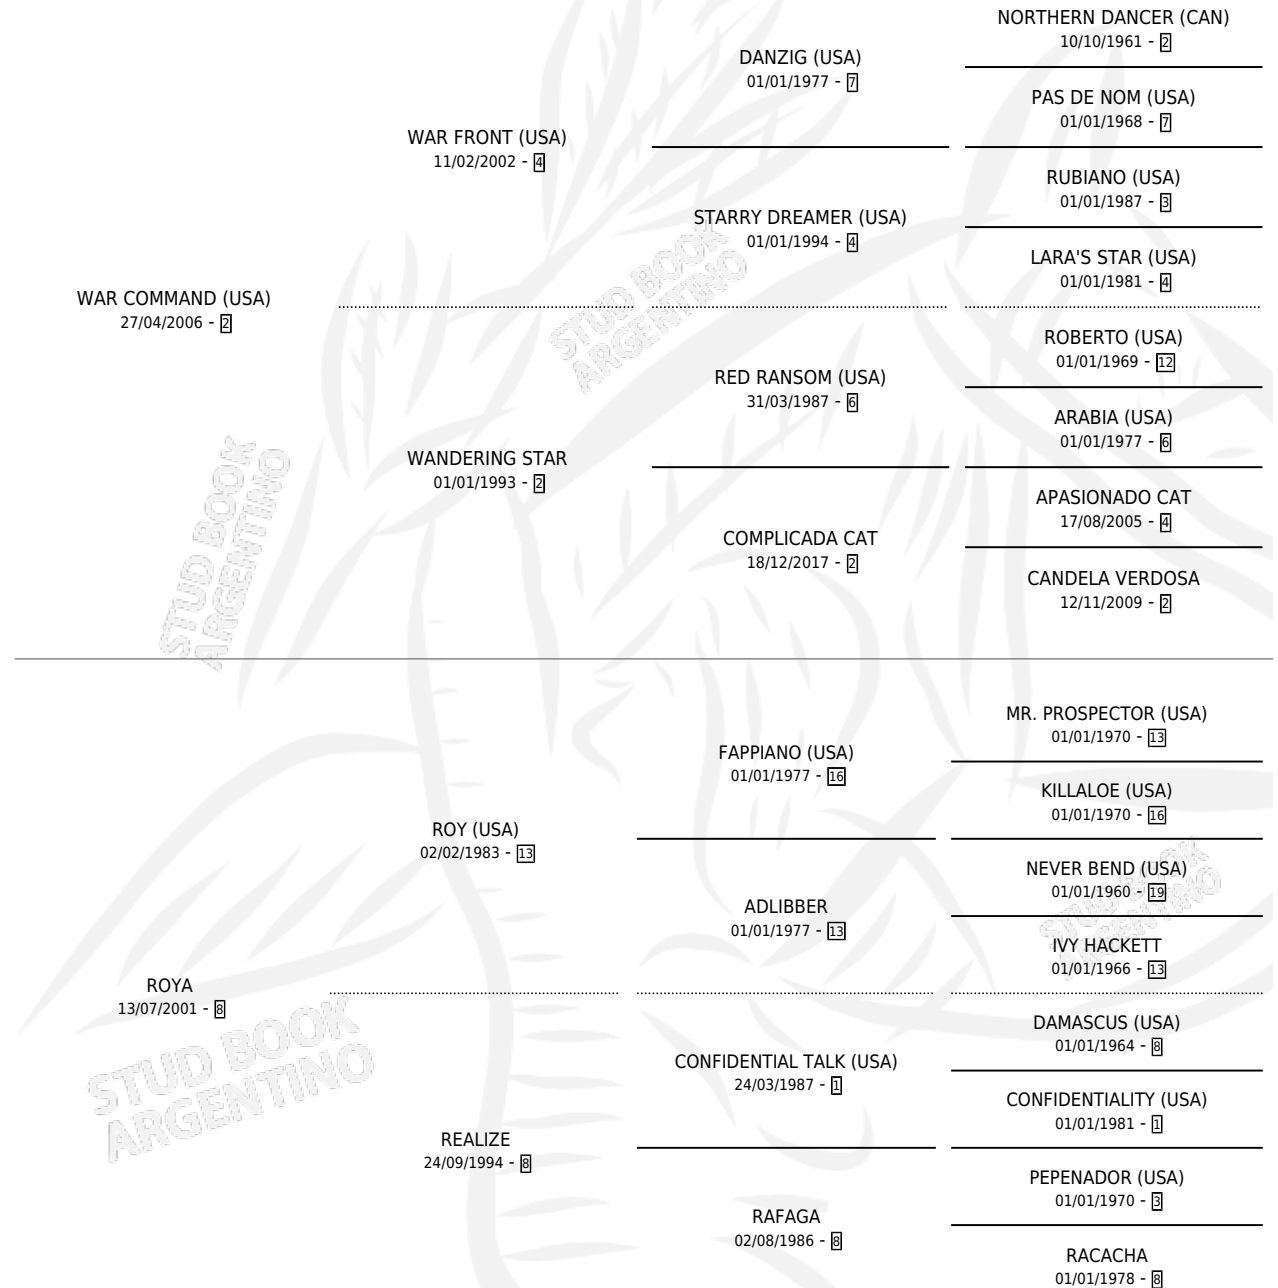 NORTHERN DANCER (CAN)
10/10/1961 - 2
DANZIG (USA)
01/01/1977 - 7
PAS DE NOM (USA)
01/01/1968 - 7
WAR FRONT (USA)
11/02/2002 - 4
RUBIANO (USA)
01/01/1987 - 3
STARRY DREAMER (USA)
01/01/1994 - 4
LARA'S STAR (USA)
01/01/1981 - 4
WAR COMMAND (USA)
27/04/2006 - 2
STUD BOOK
ARGENTINO
ROBERTO (USA)
01/01/1969 - 12
RED RANSOM (USA)
31/03/1987 - 6
ARABIA (USA)
01/01/1977 - 6
WANDERING STAR
01/01/1993 - 2
APASIONADO CAT
17/08/2005 - 4
COMPLICADA CAT
18/12/2017 - 2
CANDELA VERDOSA
12/11/2009 - 2
STUD BOOK
ARGENTINO
MR. PROSPECTOR (USA)
01/01/1970 - 13
FAPPIANO (USA)
01/01/1977 - 16
KILLALOE (USA)
01/01/1970 - 16
ROY (USA)
02/02/1983 - 13
NEVER BEND (USA)
01/01/1960 - 19
ADLIBBER
01/01/1977 - 13
STUD BOOK
ARGENTINO
IVY HACKETT
01/01/1966 - 13
ROYA
13/07/2001 - 8
DAMASCUS (USA)
01/01/1964 - 8
CONFIDENTIAL TALK (USA)
24/03/1987 - 1
STUD BOOK
ARGENTINO
CONFIDENTIALITY (USA)
01/01/1981 - 1
REALIZE
24/09/1994 - 8
PEPENADOR (USA)
01/01/1970 - 3
RAFAGA
02/08/1986 - 8
RACACHA
01/01/1978 - 8